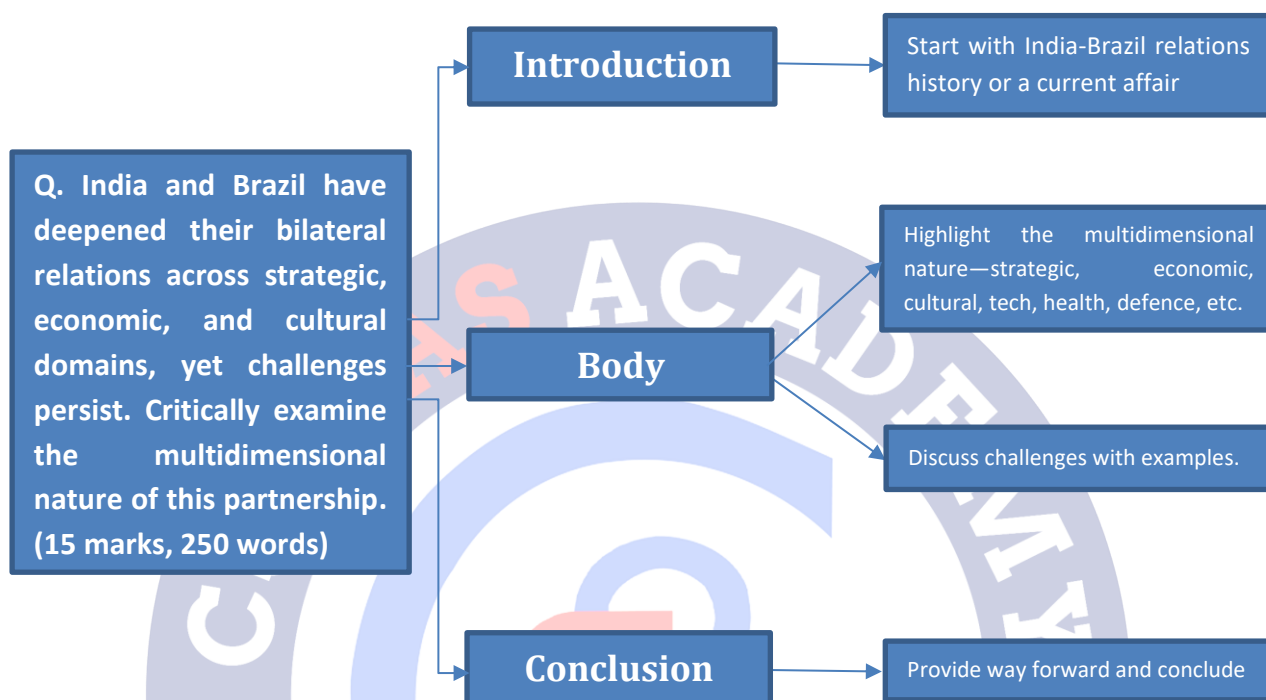 Introduction
Start with India-Brazil relations
history or a current affair
Q. India and Brazil have
deepened their bilateral
relations across strategic,
economic, and cultural
domains, yet challenges
persist. Critically examine
the multidimensional
nature of this partnership.
(15 marks, 250 words)
Highlight the multidimensional
nature—strategic, economic,
cultural, tech, health, defence, etc.
Body
Discuss challenges with examples.
Conclusion
Provide way forward and conclude
AS ACADEMY